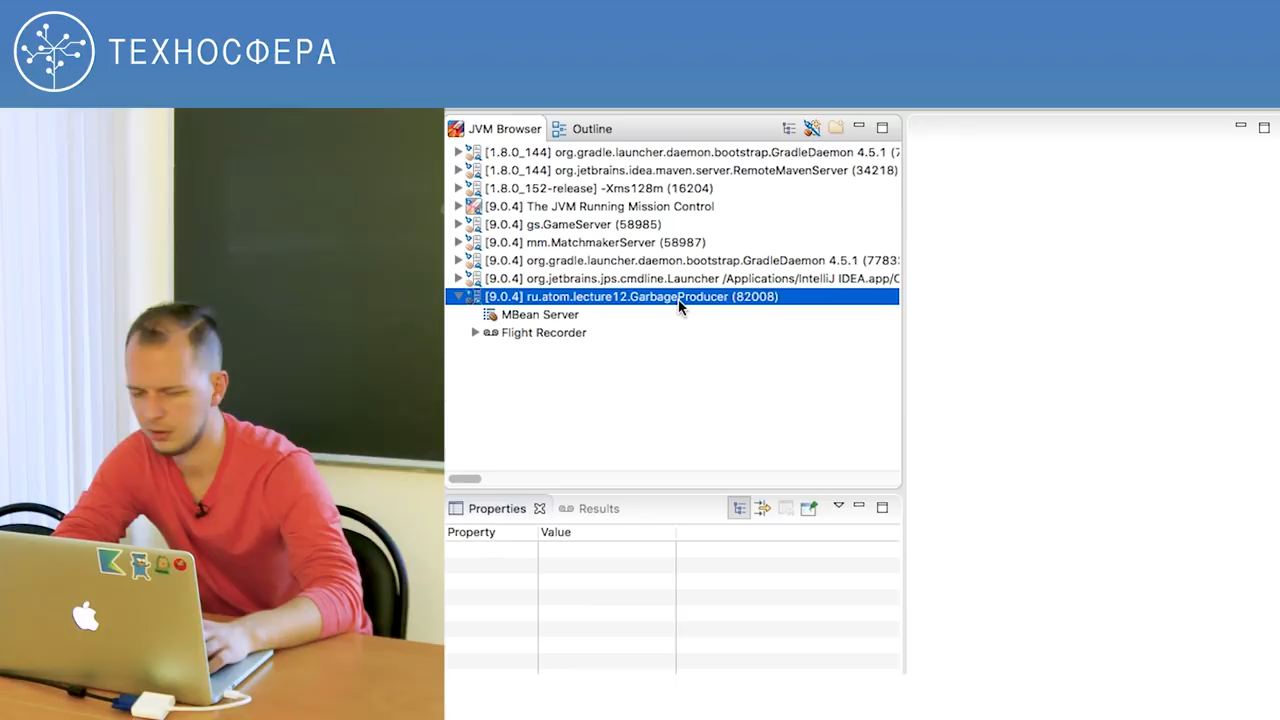 ТЕХНОСФЕРА
JVM Browser
Outline
[1.8.0_144] org.gradle.launcher.daemon.bootstrap.GradleDaemon 4.5.1 (7
[1.8.0_144] org.jetbrains.idea.maven.server.RemoteMavenServer (34218)
[1.8.0_152-release] -Xms128m (16204)
[9.0.4] The JVM Running Mission Control
[9.0.4] gs.GameServer (58985)
[9.0.4] mm.MatchmakerServer (58987)
[9.0.4] org.gradle.launcher.daemon.bootstrap.GradleDaemon 4.5.1 (7783
[9.0.4] org.jetbrains.jps.cmdline.Launcher /Applications/IntelliJ IDEA.app/C
[9.0.4] ru.atom.lecture12.GarbageProducer (82008)
MBean Server
Flight Recorder
Properties
Results
Property Value